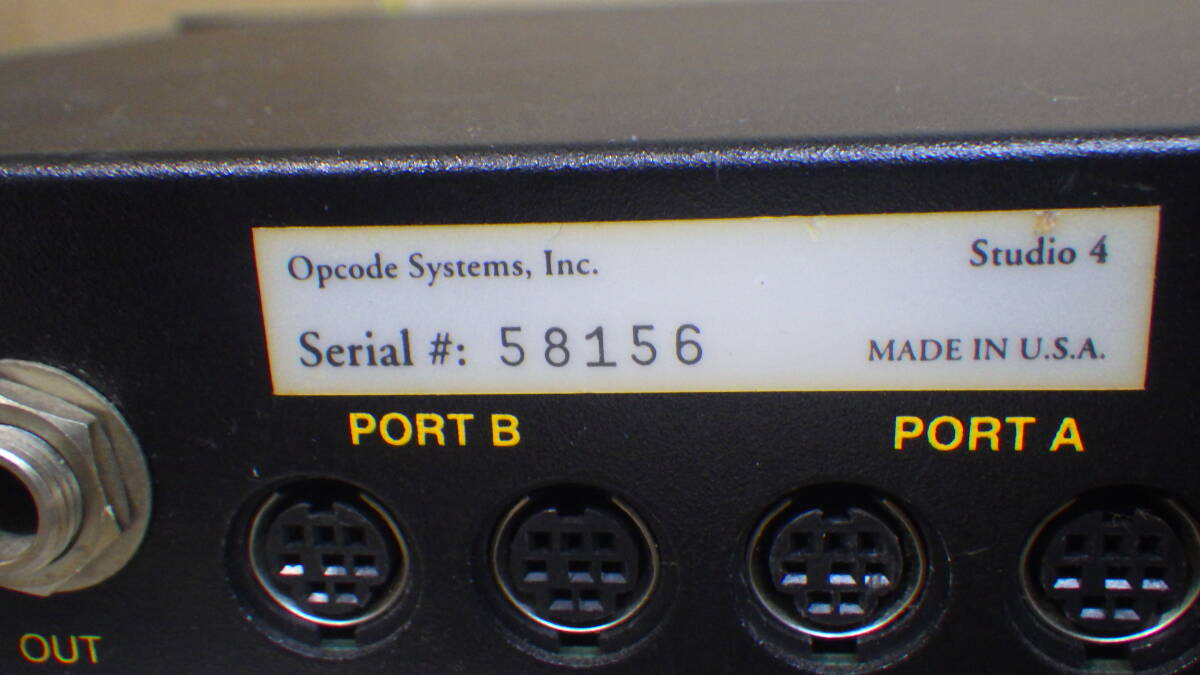 Opcode Systems, Inc.
Studio 4
Serial #: 58156
MADE IN U.S.A.
PORT B
PORT A
OUT